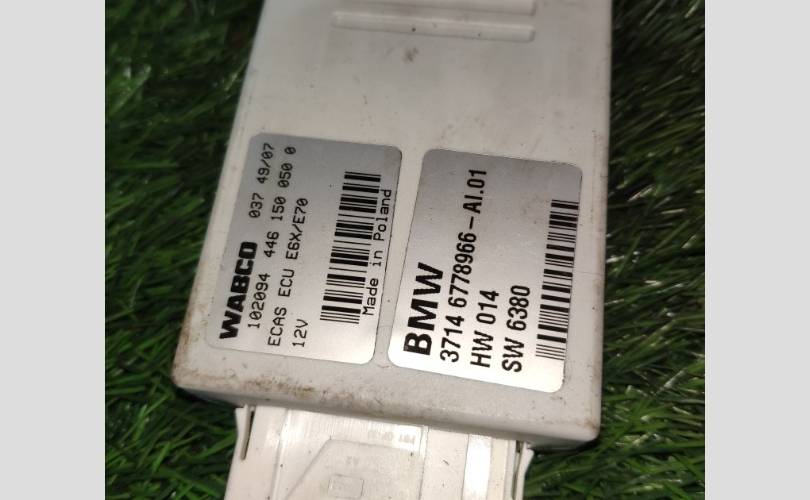 WABCO 037 49/07
102094 446 150 050 0
ECAS ECU E6X/E70
12V
Made in Poland
BMW
3714 6778966-AI.01
HW 014
SW 6380